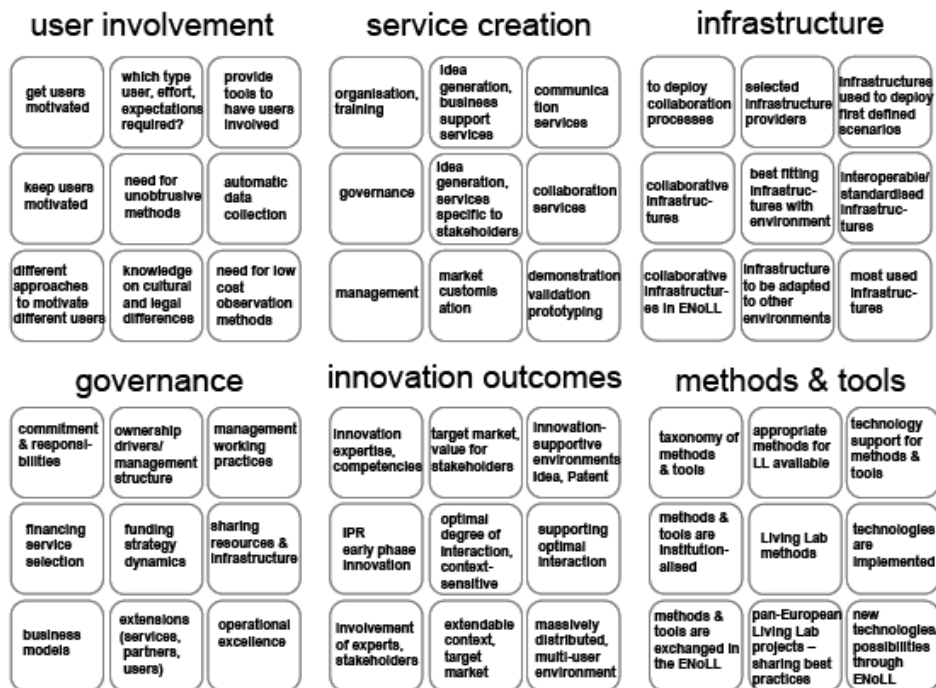 user involvement
get users
motivated
which type
user, effort,
expectations
required?
provide
tools to
have users
involved
keep users
motivated
need for
unobtrusive
methods
automatic
data
collection
different
approaches
to motivate
different users
knowledge
on cultural
and legal
differences
need for low
cost
observation
methods
service creation
organisation,
training
idea
generation,
business
support
services
communica
tion
services
governance
idea
generation,
services
specific to
stakeholders
collaboration
services
management
market
customis
ation
demonstration
validation
prototyping
infrastructure
to deploy
collaboration
processes
selected
infrastructure
providers
infrastructures
used to deploy
first defined
scenarios
collaborative
infrastruc-
tures
best fitting
infrastruc-
tures with
environment
interoperable/
standardised
infrastruc-
tures
collaborative
infrastructur-
es in ENoLL
infrastructure
to be adapted
to other
environments
most used
infrastruc-
tures
governance
commitment
& responsi-
bilities
ownership
drivers/
management
structure
management
working
practices
financing
service
selection
funding
strategy
dynamics
sharing
resources &
infrastructure
business
models
extensions
(services,
partners,
users)
operational
excellence
innovation outcomes
innovation
expertise,
competencies
target market,
value for
stakeholders
innovation-
supportive
environments
Idea, Patent
IPR
early phase
innovation
optimal
degree of
interaction,
context-
sensitive
supporting
optimal
interaction
involvement
of experts,
stakeholders
extendable
context,
target
market
massively
distributed,
multi-user
environment
methods & tools
taxonomy of
methods
& tools
appropriate
methods for
LL available
technology
support for
methods &
tools
methods &
tools are
institution-
alised
Living Lab
methods
technologies
are
implemented
methods &
tools are
exchanged in
the ENoLL
pan-European
Living Lab
projects –
sharing best
practices
new
technologies/
possibilities
through
ENoLL